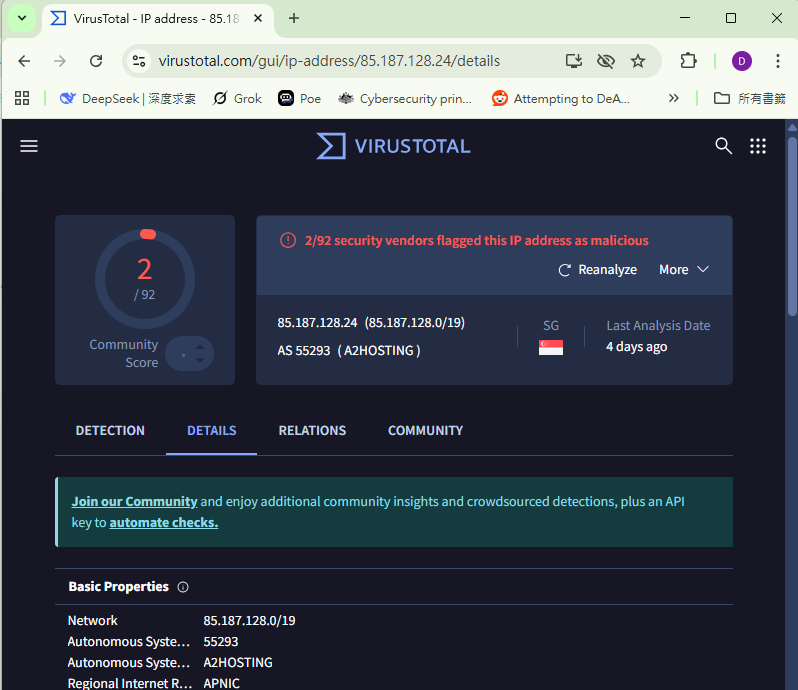 VirusTotal - IP address - 85.18
virustotal.com/gui/ip-address/85.187.128.24/details
D
DeepSeek | 深度求索
Grok
Poe
Cybersecurity prin...
Attempting to DeA...
所有書籤
VIRUSTOTAL
2
/ 92
Community
Score
2/92 security vendors flagged this IP address as malicious
Reanalyze
More
85.187.128.24 (85.187.128.0/19)
AS 55293 ( A2HOSTING )
SG
Last Analysis Date
4 days ago
DETECTION
DETAILS
RELATIONS
COMMUNITY
Join our Community and enjoy additional community insights and crowdsourced detections, plus an API
key to automate checks.
Basic Properties
Network 85.187.128.0/19
Autonomous Syste... 55293
Autonomous Syste... A2HOSTING
Regional Internet R... APNIC